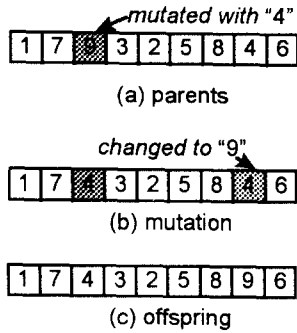 mutated with “4”
1 7 9 3 2 5 8 4 6
(a) parents
changed to “9”
1 7 4 3 2 5 8 4 6
(b) mutation
1 7 4 3 2 5 8 9 6
(c) offspring